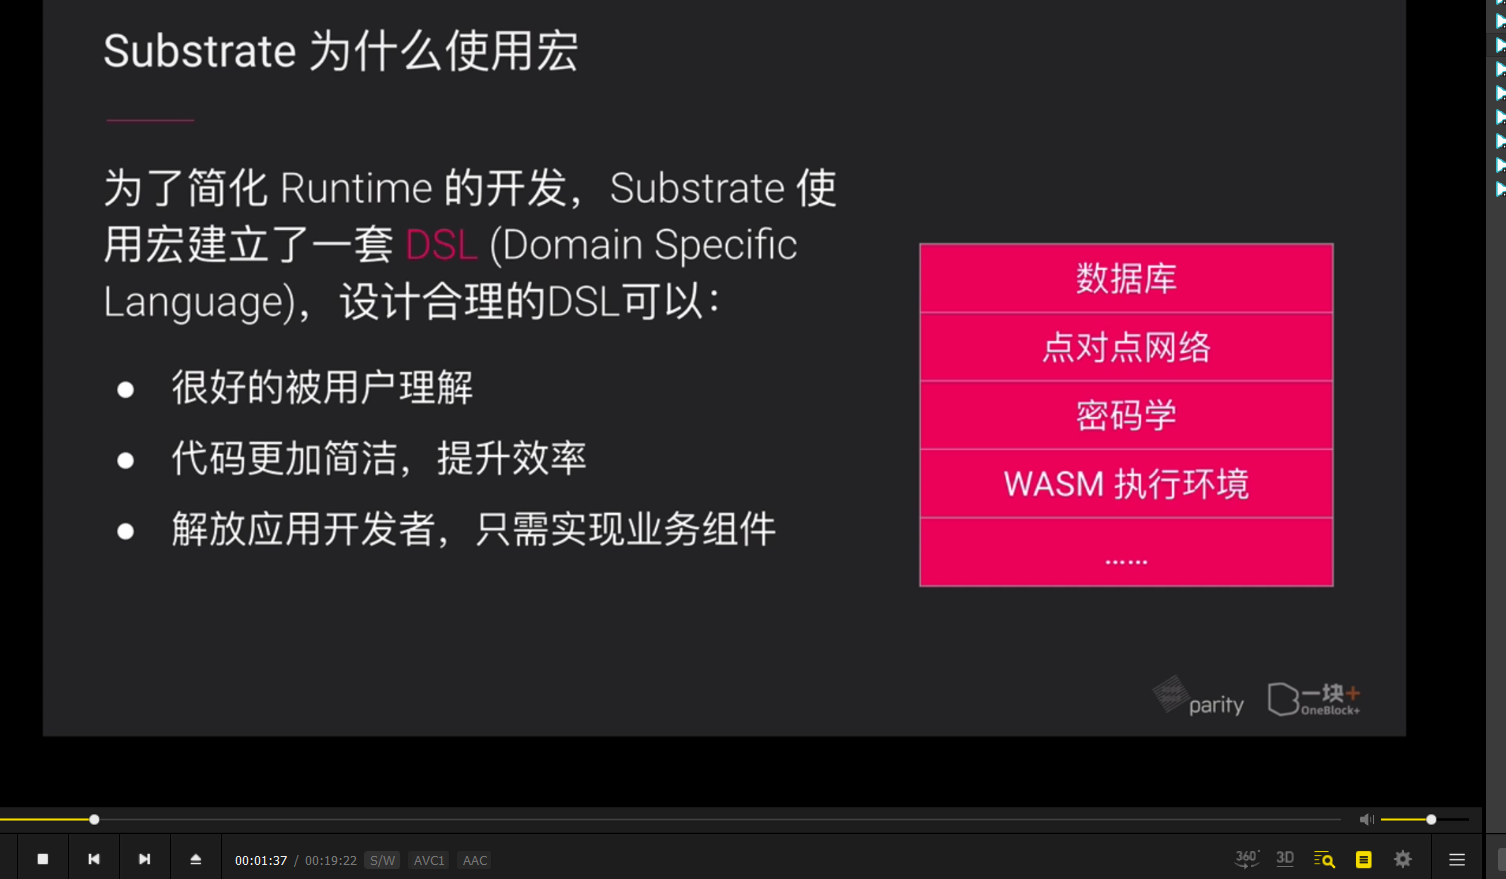 Substrate 为什么使用宏
为了简化 Runtime 的开发，Substrate 使
用宏建立了一套 DSL (Domain Specific
Language)，设计合理的DSL可以：
● 很好的被用户理解
● 代码更加简洁，提升效率
● 解放应用开发者，只需实现业务组件
数据库
点对点网络
密码学
WASM 执行环境
......
parity
一块+
OneBlock+
00:01:37 / 00:19:22 S/W AVC1 AAC
360° 3D